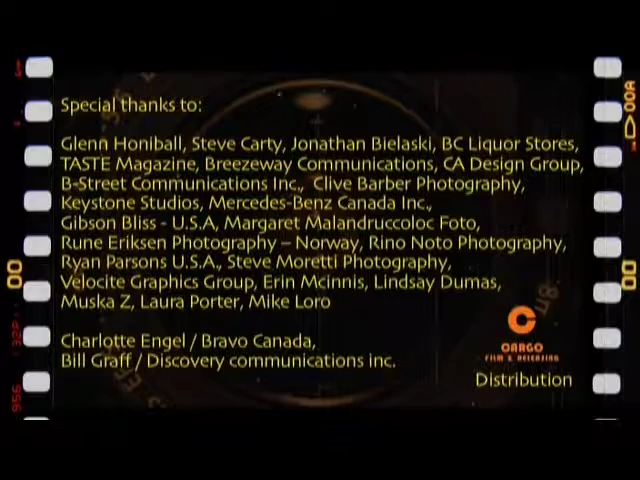 Special thanks to:
Glenn Honiball, Steve Carty, Jonathan Bielaski, BC Liquor Stores,
TASTE Magazine, Breezeway Communications, CA Design Group,
B-Street Communications Inc., Clive Barber Photography,
Keystone Studios, Mercedes-Benz Canada Inc.,
Gibson Bliss - U.S.A, Margaret Malandruccoloc Foto,
Rune Eriksen Photography – Norway, Rino Noto Photography,
Ryan Parsons U.S.A., Steve Moretti Photography,
Velocite Graphics Group, Erin Mcinnis, Lindsay Dumas,
Muska Z, Laura Porter, Mike Loro
Charlotte Engel / Bravo Canada,
Bill Graff / Discovery communications inc.
CARGO
FILM & RELEASING
Distribution
00
00